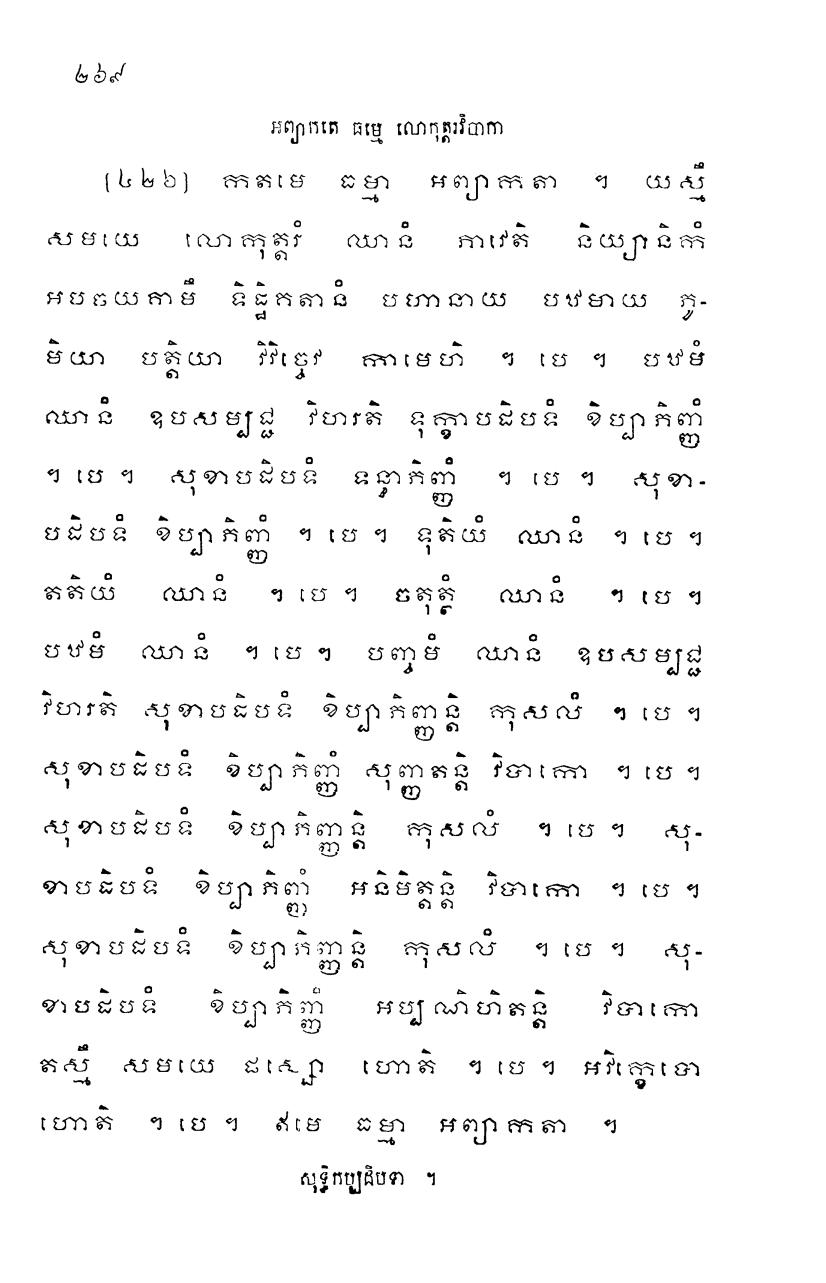 ២៦៩
អព្យាកតេ ធម្មេ លោកុត្តរវិបាកា
(៤២៦) កតមេ ធម្មា អព្យាកតា ។ យស្មឹ
សមយេ លោកុត្តរំ ឈានំ ភាវេតិ និយ្យានិកំ
អបចយគាមឹ ទិដ្ឋិគតានំ បហានាយ បឋមាយ ភូ-
មិយា បត្តិយា វិវិច្ចេវ កាមេហិ ។ បេ ។ បឋមំ
ឈានំ ឧបសម្បជ្ជ វិហរតិ ទុក្ខាបដិបទំ ខិប្បាភិញ្ញំ
។ បេ ។ សុខាបដិបទំ ទន្ធាភិញ្ញំ ។ បេ ។ សុខា-
បដិបទំ ខិប្បាភិញ្ញំ ។ បេ ។ ទុតិយំ ឈានំ ។ បេ ។
តតិយំ ឈានំ ។ បេ ។ ចតុត្ថំ ឈានំ ។ បេ ។
បឋមំ ឈានំ ។ បេ ។ បញ្ចមំ ឈានំ ឧបសម្បជ្ជ
វិហរតិ សុខាបដិបទំ ខិប្បាភិញ្ញន្តិ កុសលំ ។ បេ ។
សុខាបដិបទំ ខិប្បាភិញ្ញំ សុញ្ញតន្តិ វិបាកោ ។ បេ ។
សុខាបដិបទំ ខិប្បាភិញ្ញន្តិ កុសលំ ។ បេ ។ សុ-
ខាបដិបទំ ខិប្បាភិញ្ញំ អនិមិត្តន្តិ វិបាកោ ។ បេ ។
សុខាបដិបទំ ខិប្បាភិញ្ញន្តិ កុសលំ ។ បេ ។ សុ-
ខាបដិបទំ ខិប្បាភិញ្ញំ អប្បណិហិតន្តិ វិបាកោ
តស្មឹ សមយេ ផស្សោ ហោតិ ។ បេ ។ អវិក្ខេបោ
ហោតិ ។ បេ ។ ឥមេ ធម្មា អព្យាកតា ។
សុទ្ធិកប្បដិបទា ។